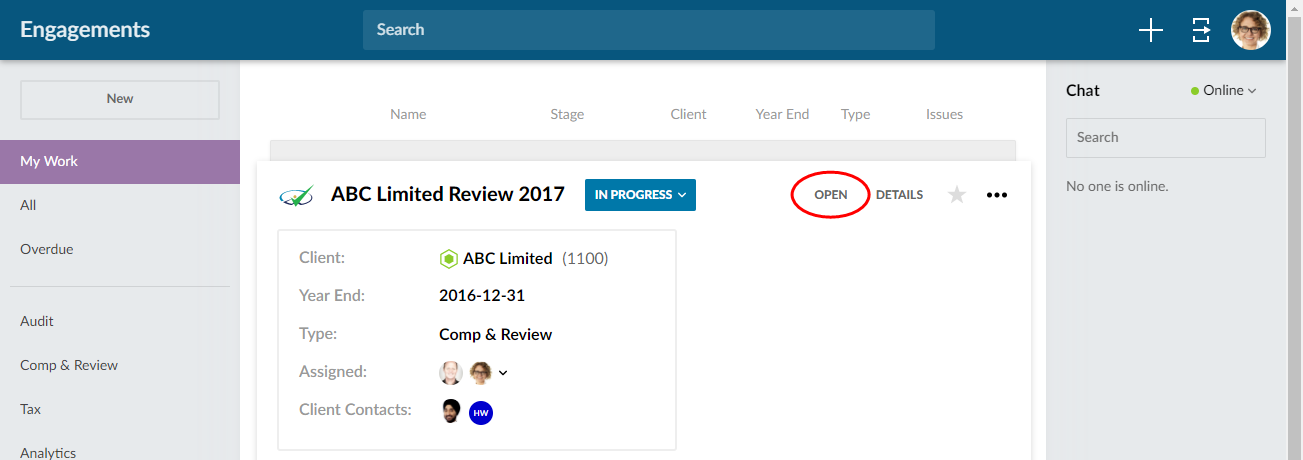 Engagements
Search
New
My Work
All
Overdue
Audit
Comp & Review
Tax
Analytics
Name Stage Client Year End Type Issues
ABC Limited Review 2017 IN PROGRESS OPEN DETAILS
Client: ABC Limited (1100)
Year End: 2016-12-31
Type: Comp & Review
Assigned:
Client Contacts: HW
Chat Online
Search
No one is online.